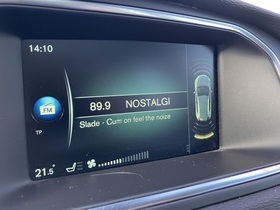 14:10
FM
89.9 NOSTALGI
Slade - Cum on feel the noize
TP
21.5°